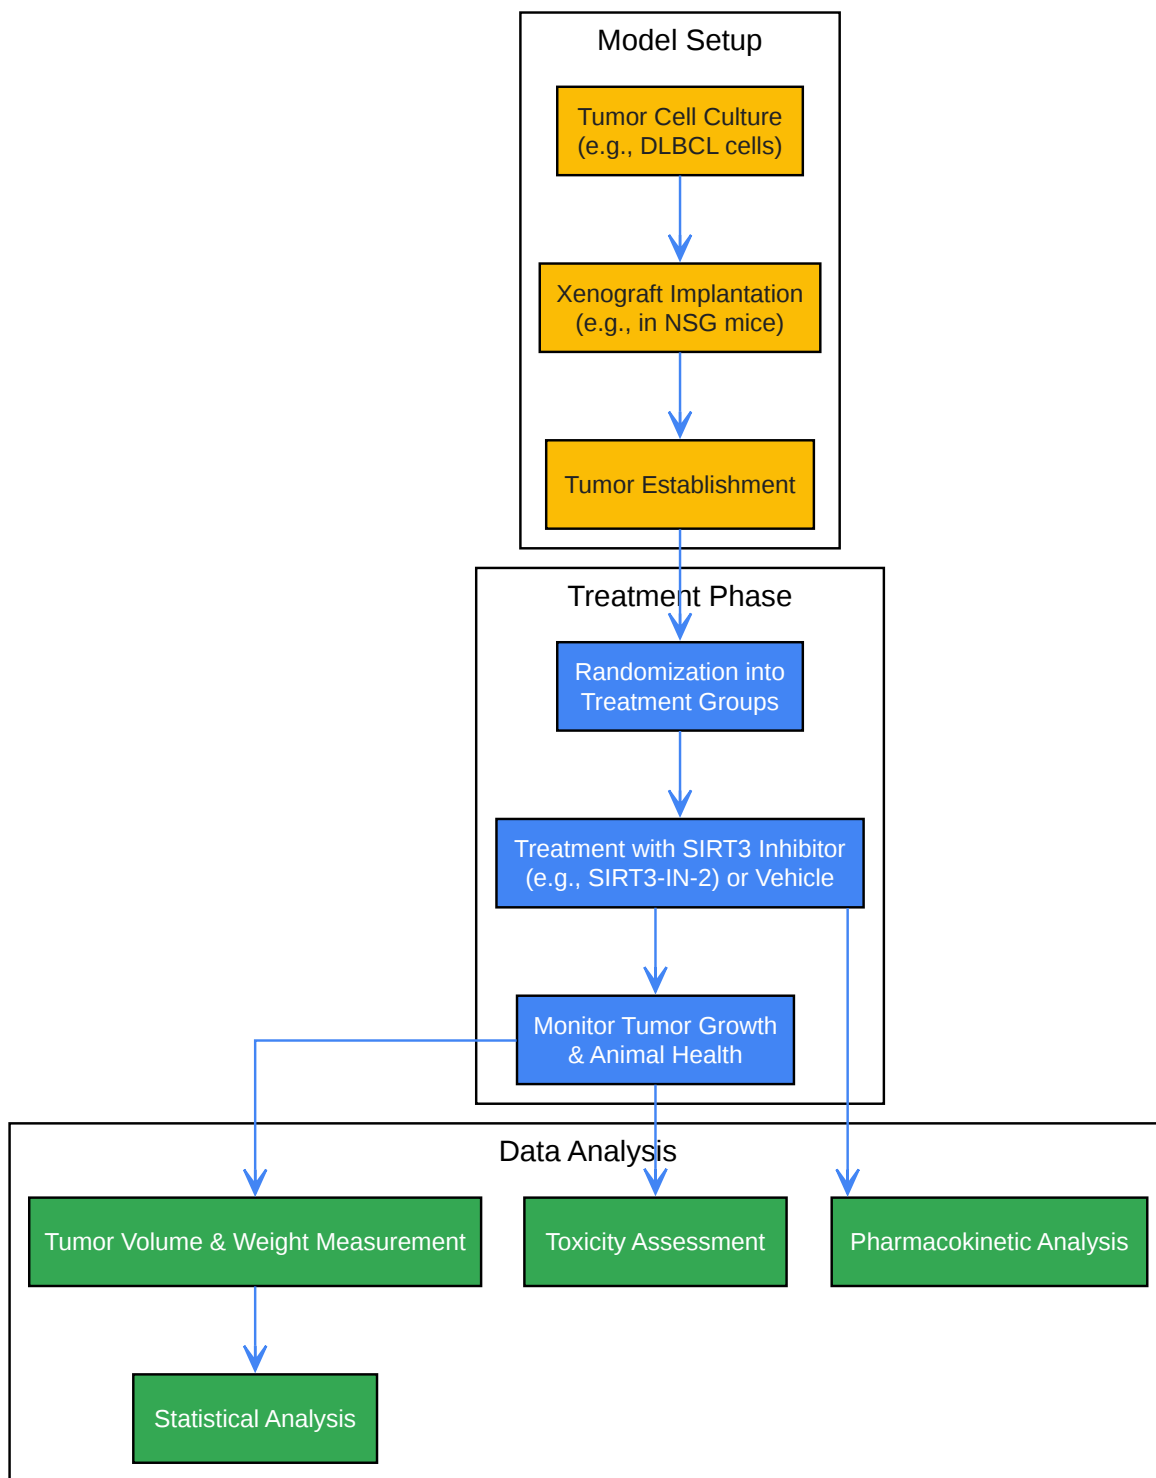 Model Setup
Tumor Cell Culture
(e.g., DLBCL cells)
Xenograft Implantation
(e.g., in NSG mice)
Tumor Establishment
Treatment Phase
Randomization into
Treatment Groups
Treatment with SIRT3 Inhibitor
(e.g., SIRT3-IN-2) or Vehicle
Monitor Tumor Growth
& Animal Health
Data Analysis
Tumor Volume & Weight Measurement
Toxicity Assessment
Pharmacokinetic Analysis
Statistical Analysis